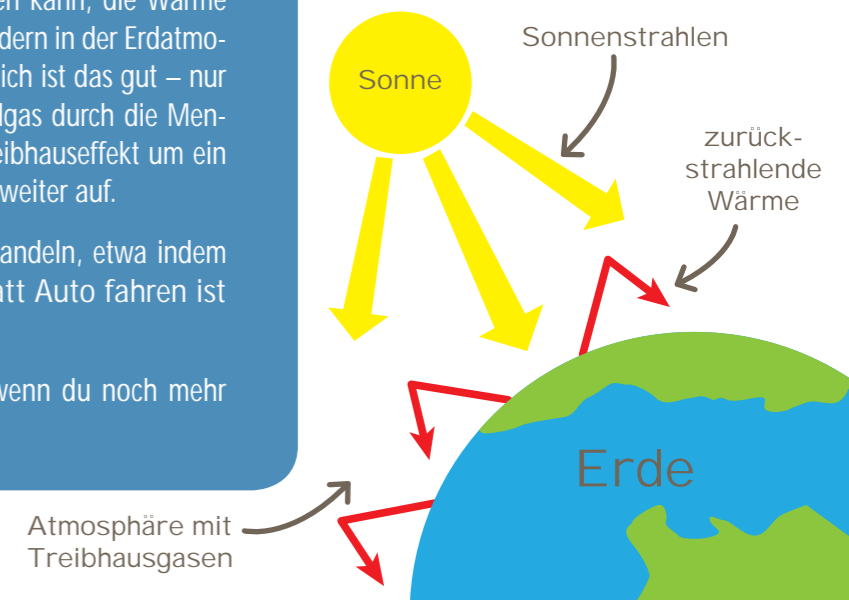 en kann, die Wärme
dern in der Erdatmo-
ich ist das gut – nur
lgas durch die Men-
eibhauseffekt um ein
weiter auf.
andeln, etwa indem
att Auto fahren ist
wenn du noch mehr
Sonne
Sonnenstrahlen
zurück-
strahlende
Wärme
Erde
Atmosphäre mit
Treibhausgasen